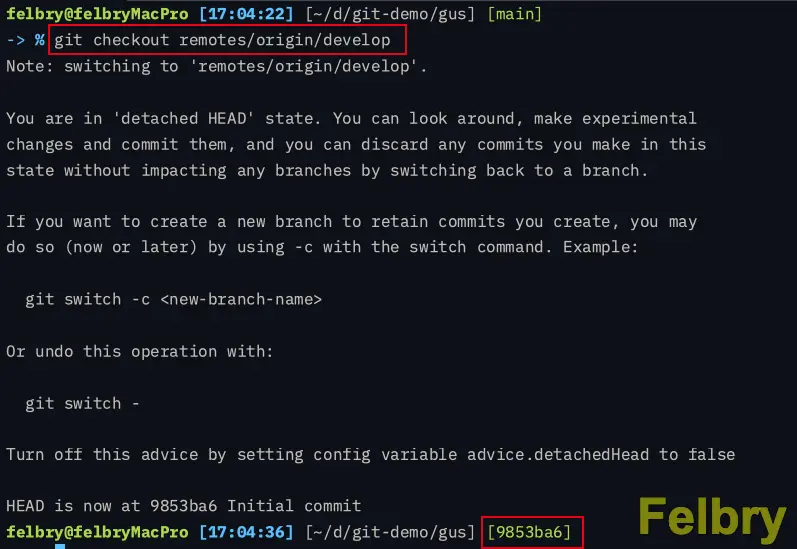 felbry@felbryMacPro [17:04:22] [~/d/git-demo/gus] [main]
-> % git checkout remotes/origin/develop
Note: switching to 'remotes/origin/develop'.
You are in 'detached HEAD' state. You can look around, make experimental
changes and commit them, and you can discard any commits you make in this
state without impacting any branches by switching back to a branch.
If you want to create a new branch to retain commits you create, you may
do so (now or later) by using -c with the switch command. Example:
git switch -c <new-branch-name>
Or undo this operation with:
git switch -
Turn off this advice by setting config variable advice.detachedHead to false
HEAD is now at 9853ba6 Initial commit
felbry@felbryMacPro [17:04:36] [~/d/git-demo/gus] [9853ba6]
Felbry